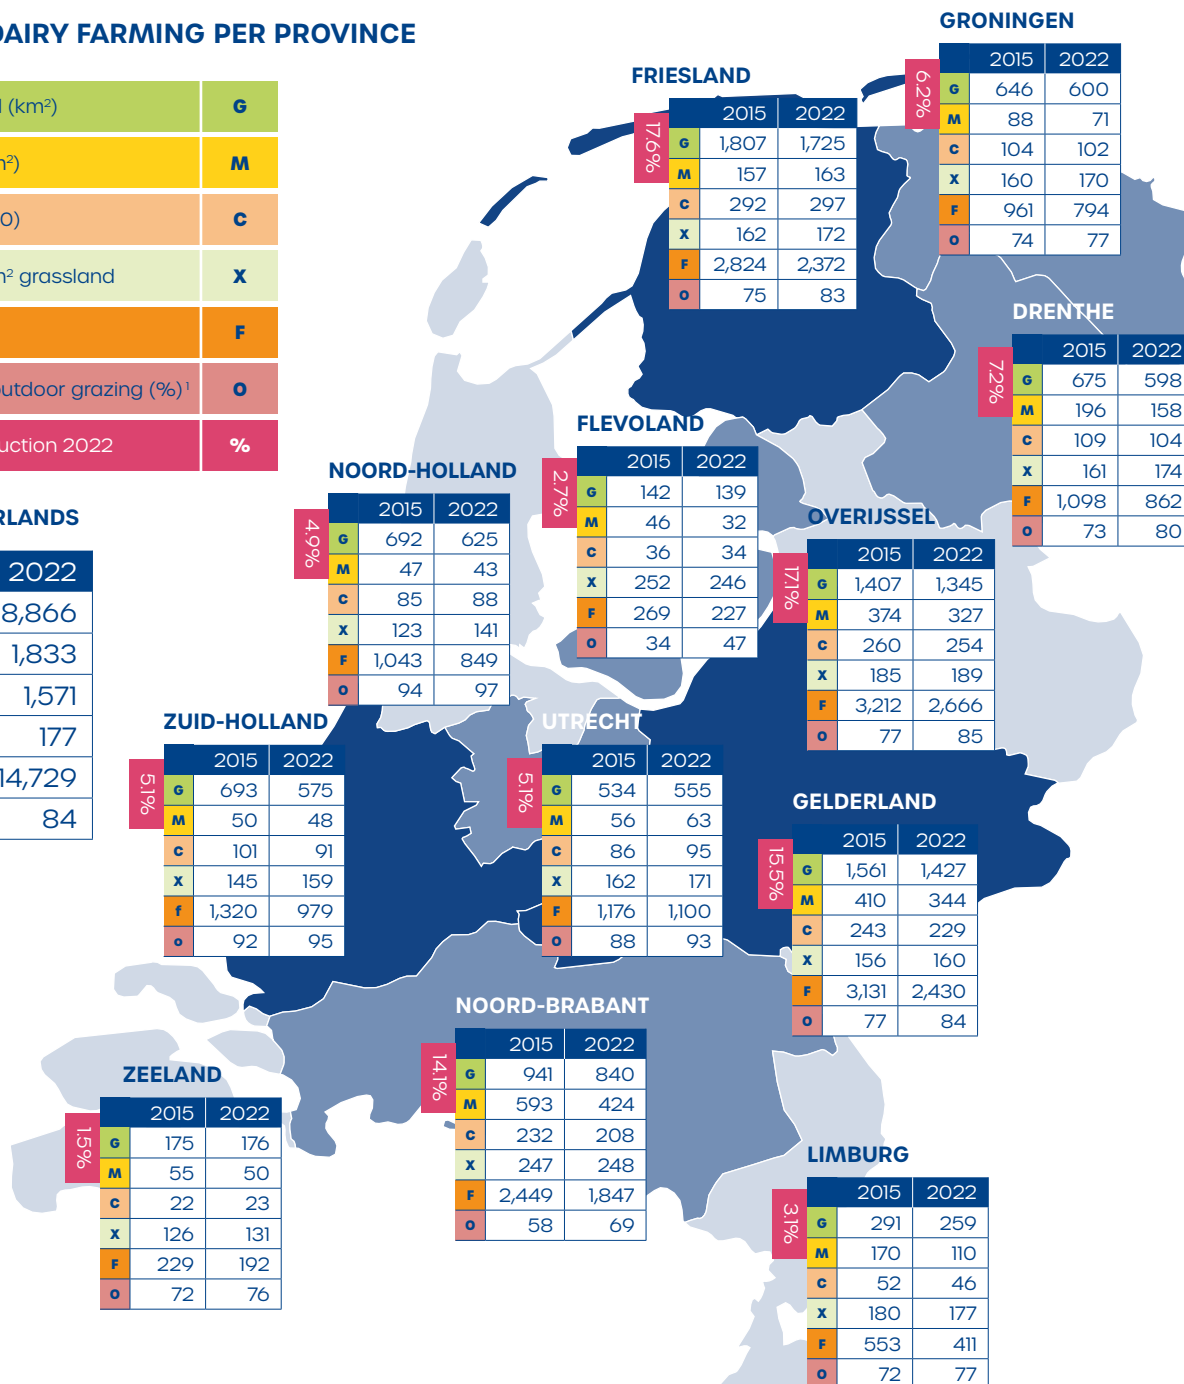 DAIRY FARMING PER PROVINCE
(km²)
G
M
C
m² grassland
X
F
outdoor grazing (%)¹
O
2022
%
2022
8,866
1,833
1,571
177
14,729
84
GRONINGEN
6.2%
2015 2022
G 646 600
M 88 71
C 104 102
X 160 170
F 961 794
O 74 77
FRIESLAND
17.6%
2015 2022
G 1,807 1,725
M 157 163
C 292 297
X 162 172
F 2,824 2,372
O 75 83
DRENTHE
7.2%
2015 2022
G 675 598
M 196 158
C 109 104
X 161 174
F 1,098 862
O 73 80
FLEVOLAND
2.7%
2015 2022
G 142 139
M 46 32
C 36 34
X 252 246
F 269 227
O 34 47
NOORD-HOLLAND
4.9%
2015 2022
G 692 625
M 47 43
C 85 88
X 123 141
F 1,043 849
O 94 97
OVERIJSSEL
17.1%
2015 2022
G 1,407 1,345
M 374 327
C 260 254
X 185 189
F 3,212 2,666
O 77 85
ZUID-HOLLAND
5.1%
2015 2022
G 693 575
M 50 48
C 101 91
X 145 159
f 1,320 979
o 92 95
UTRECHT
5.1%
2015 2022
G 534 555
M 56 63
C 86 95
X 162 171
F 1,176 1,100
O 88 93
GELDERLAND
15.5%
2015 2022
G 1,561 1,427
M 410 344
C 243 229
X 156 160
F 3,131 2,430
O 77 84
NOORD-BRABANT
14.1%
2015 2022
G 941 840
M 593 424
C 232 208
X 247 248
F 2,449 1,847
O 58 69
ZEELAND
1.5%
2015 2022
G 175 176
M 55 50
C 22 23
X 126 131
F 229 192
O 72 76
LIMBURG
3.1%
2015 2022
G 291 259
M 170 110
C 52 46
X 180 177
F 553 411
O 72 77